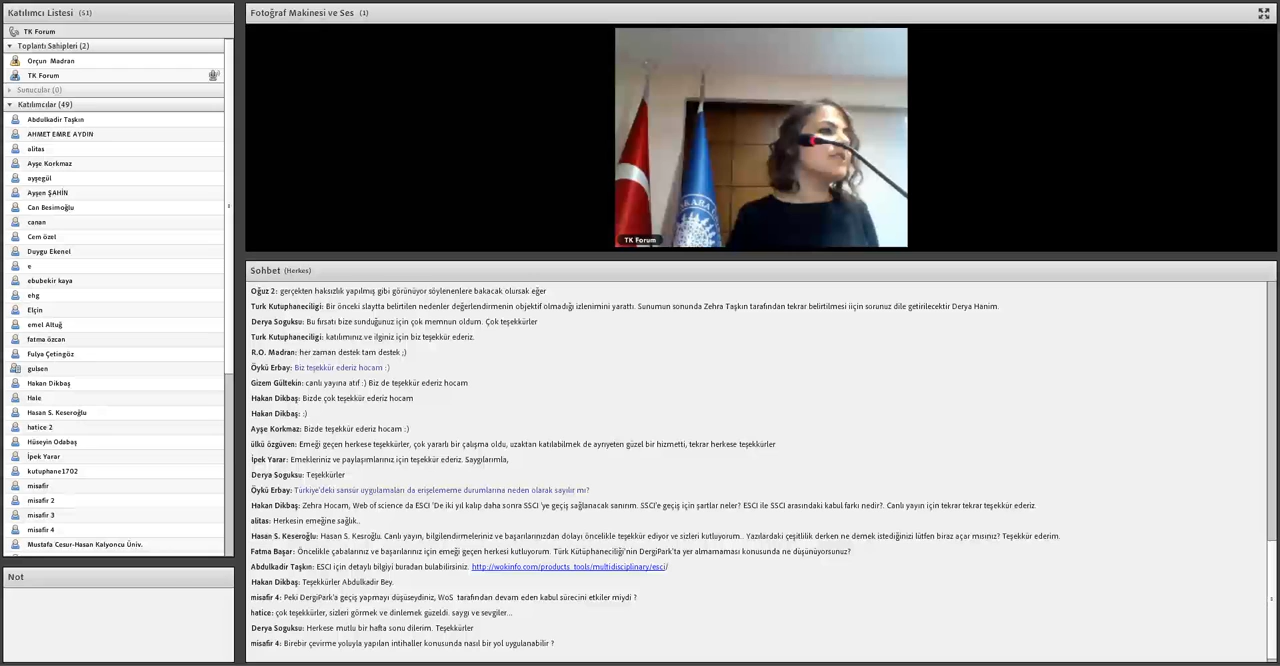 Katılımcı Listesi (51)
TK Forum
Toplantı Sahipleri (2)
Orçun Madran
TK Forum
Sunucular (0)
Katılımcılar (49)
Abdulkadir Taşkın
AHMET EMRE AYDIN
alitas
Ayşe Korkmaz
ayşegül
Ayşen ŞAHİN
Can Besimoğlu
canan
Cem özel
Duygu Ekenel
e
ebubekir kaya
ehg
Elçin
emel Altuğ
fatma özcan
Fulya Çetingöz
gulsen
Hakan Dikbaş
Hale
Hasan S. Keseroğlu
hatice 2
Hüseyin Odabaş
İpek Yarar
kutuphane1702
misafir
misafir 2
misafir 3
misafir 4
Mustafa Cesur-Hasan Kalyoncu Üniv.
Not
Fotoğraf Makinesi ve Ses (1)
ANKARA
TK Forum
Sohbet (Herkes)
Oğuz 2: gerçekten haksızlık yapılmış gibi görünüyor söylenenlere bakacak olursak eğer
Turk Kutuphaneciligi: Bir önceki slaytta belirtilen nedenler değerlendirmenin objektif olmadığı izlenimini yarattı. Sunumun sonunda Zehra Taşkın tarafından tekrar belirtilmesi iiçin sorunuz dile getirilecektir Derya Hanim.
Derya Soguksu: Bu fırsatı bize sunduğunuz için çok memnun oldum. Çok teşekkürler
Turk Kutuphaneciligi: katılımınız ve ilginiz için biz teşekkür ederiz.
R.O. Madran: her zaman destek tam destek ;)
Öykü Erbay: Biz teşekkür ederiz hocam :)
Gizem Gültekin: canlı yayına atıf :) Biz de teşekkür ederiz hocam
Hakan Dikbaş: Bizde çok teşekkür ederiz hocam
Hakan Dikbaş: :)
Ayşe Korkmaz: Bizde teşekkür ederiz hocam :)
ülkü özgüven: Emeği geçen herkese teşekkürler, çok yararlı bir çalışma oldu, uzaktan katılabilmek de ayrıyeten güzel bir hizmetti, tekrar herkese teşekkürler
İpek Yarar: Emekleriniz ve paylaşımlarınız için teşekkür ederiz. Saygılarımla,
Derya Soguksu: Teşekkürler
Öykü Erbay: Türkiye'deki sansür uygulamaları da erişelememe durumlarına neden olarak sayılır mı?
Hakan Dikbaş: Zehra Hocam, Web of science da ESCI 'De iki yıl kalıp daha sonra SSCI 'ye geçiş sağlanacak sanırım. SSCI'e geçiş için şartlar neler? ESCI ile SSCI arasındaki kabul farkı nedir?. Canlı yayın için tekrar tekrar teşekkür ederiz.
alitas: Herkesin emeğine sağlık..
Hasan S. Keseroğlu: Hasan S. Kesroğlu. Canlı yayın, bilgilendirmeleriniz ve başarılarınızdan dolayı öncelikle teşekkür ediyor ve sizleri kutluyorum.. Yazılardaki çeşitlilik derken ne demek istediğinizi lütfen biraz açar mısınız? Teşekkür ederim.
Fatma Başar: Öncelikle çabalarınız ve başarılarınız için emeği geçen herkesi kutluyorum. Türk Kütüphaneciliği'nin DergiPark'ta yer almamaması konusunda ne düşünüyorsunuz?
Abdulkadir Taşkın: ESCI için detaylı bilgiyi buradan bulabilirsiniz. http://wokinfo.com/products_tools/multidisciplinary/esci/
Hakan Dikbaş: Teşekkürler Abdulkadir Bey.
misafir 4: Peki DergiPark'a geçiş yapmayı düşüseydiniz, WoS tarafından devam eden kabul sürecini etkiler miydi ?
hatice: çok teşekkürler, sizleri görmek ve dinlemek güzeldi. saygı ve sevgiler...
Derya Soguksu: Herkese mutlu bir hafta sonu dilerim. Teşekkürler
misafir 4: Birebir çevirme yoluyla yapılan intihaller konusunda nasıl bir yol uygulanabilir ?